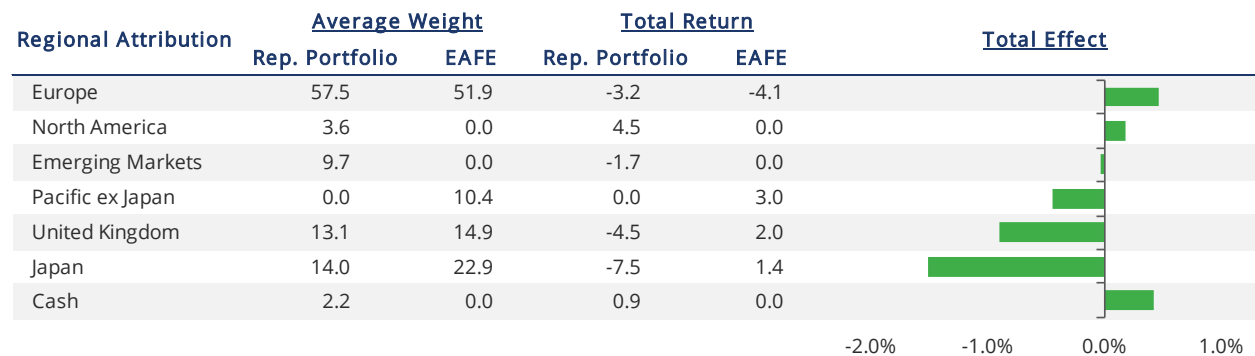 Average Weight Total Return
Regional Attribution Total Effect
Rep. Portfolio EAFE Rep. Portfolio EAFE
Europe 57.5 51.9 -3.2 -4.1
North America 3.6 0.0 4.5 0.0
Emerging Markets 9.7 0.0 -1.7 0.0
Pacific ex Japan 0.0 10.4 0.0 3.0
United Kingdom 13.1 14.9 -4.5 2.0
Japan 14.0 22.9 -7.5 1.4
Cash 2.2 0.0 0.9 0.0
-2.0% -1.0% 0.0% 1.0%